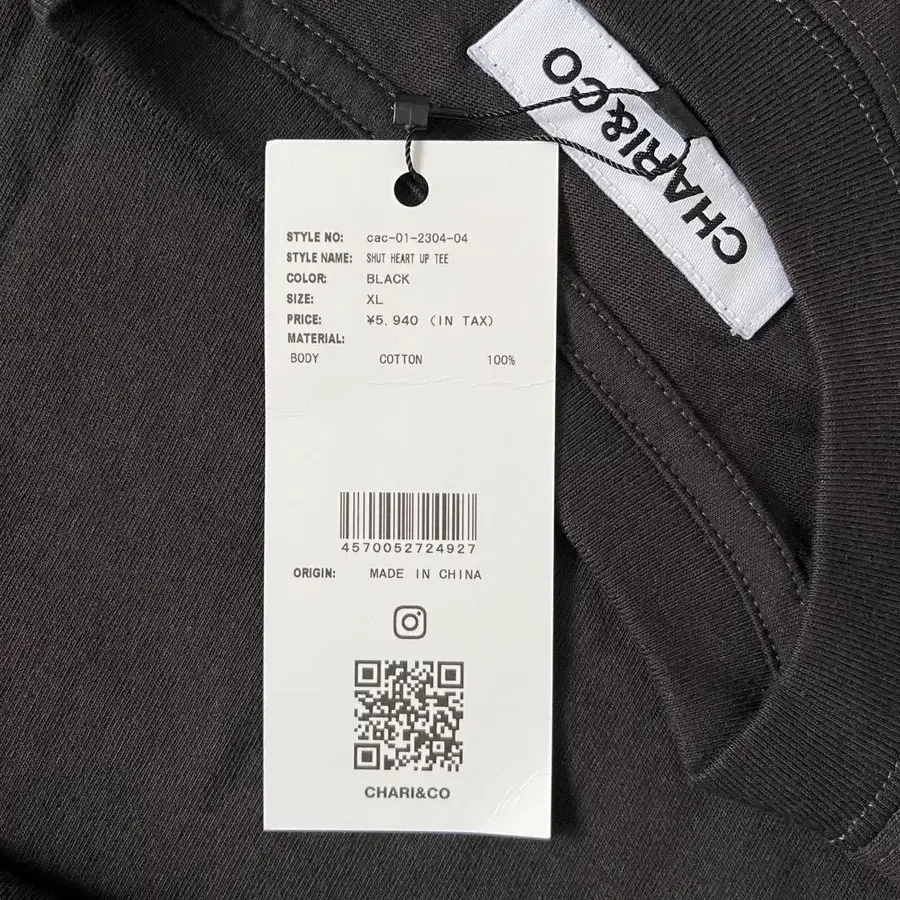 CHARI&CO
STYLE NO: cac-01-2304-04
STYLE NAME: SHUT HEART UP TEE
COLOR: BLACK
SIZE: XL
PRICE: ¥5.940 (IN TAX)
MATERIAL:
BODY COTTON 100%
4570052724927
ORIGIN: MADE IN CHINA
CHARI&CO